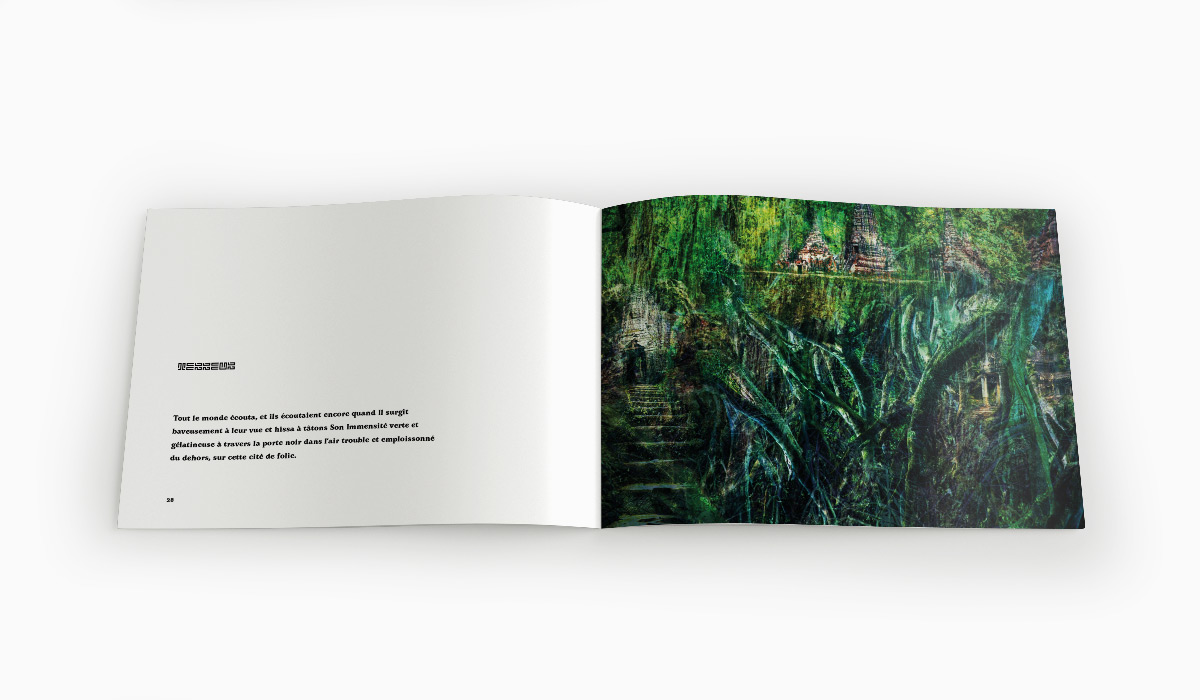 TERREUR
Tout le monde écouta, et ils écoutaient encore quand Il surgit
baveusement à leur vue et hissa à tâtons Son Immensité verte et
gélatineuse à travers la porte noir dans l'air trouble et emploissonné
du dehors, sur cette cité de folie.
28